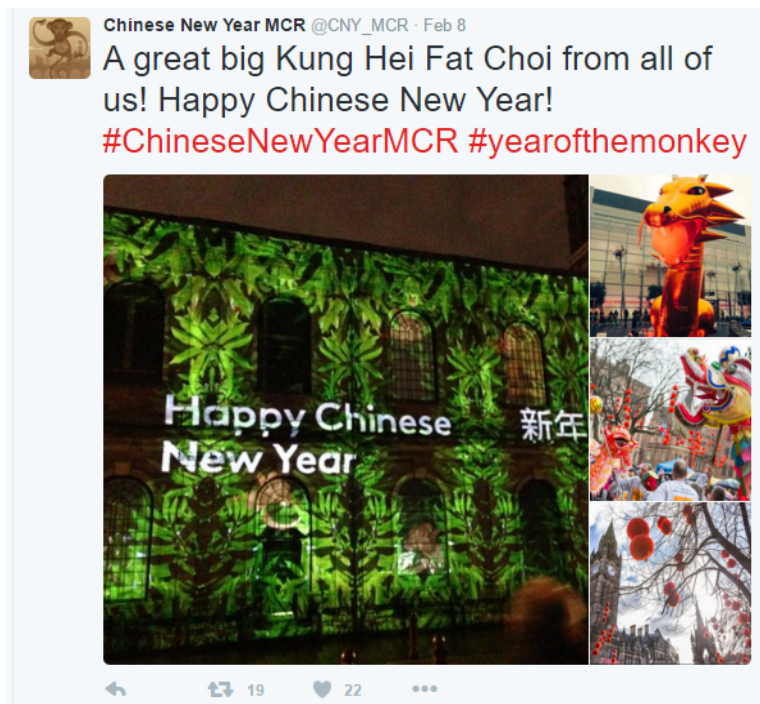 Chinese New Year MCR @CNY_MCR · Feb 8
A great big Kung Hei Fat Choi from all of
us! Happy Chinese New Year!
#ChineseNewYearMCR #yearofthemonkey
Happy Chinese
New Year
新年
19
22